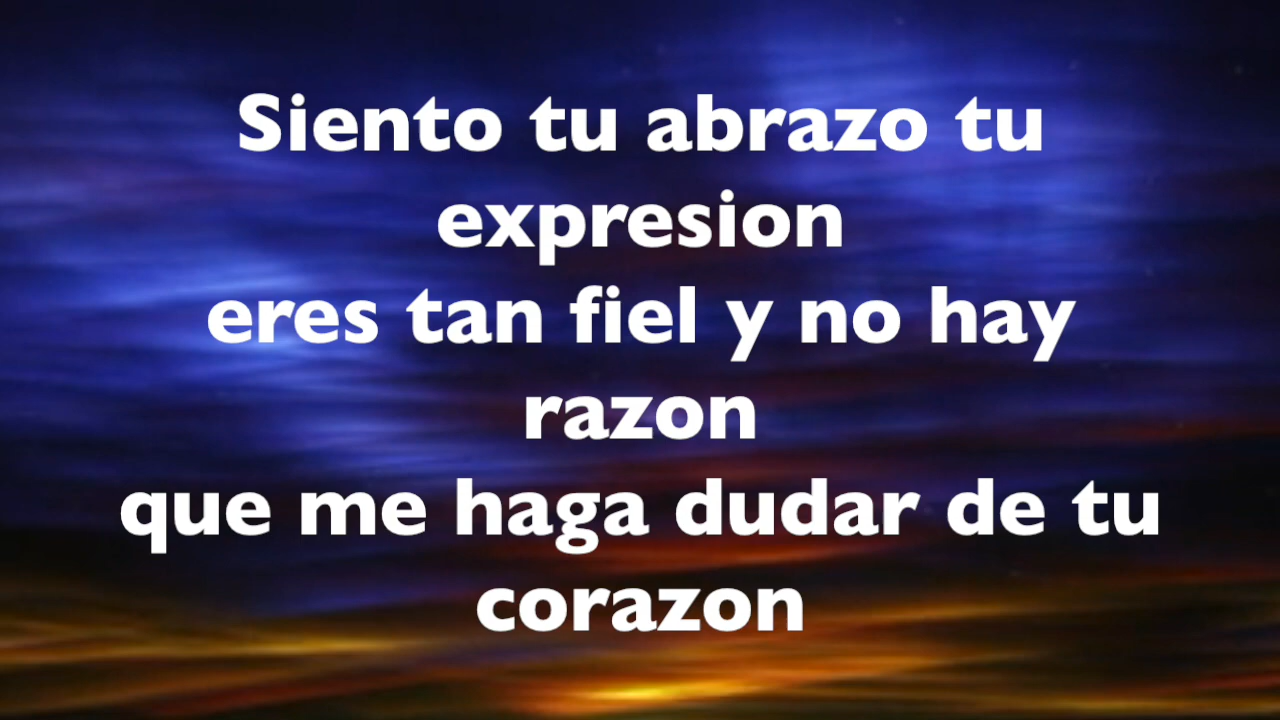 Siento tu abrazo tu
expresion
eres tan fiel y no hay
razon
que me haga dudar de tu
corazon